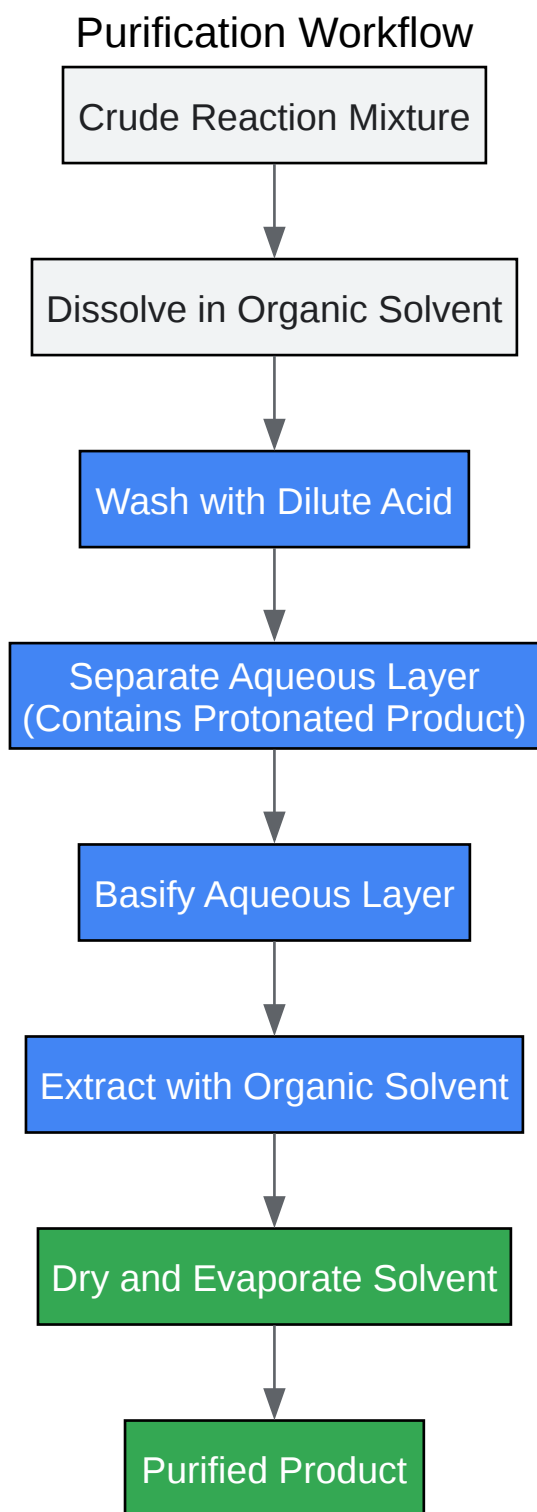 Purification Workflow
Crude Reaction Mixture
Dissolve in Organic Solvent
Wash with Dilute Acid
Separate Aqueous Layer
(Contains Protonated Product)
Basify Aqueous Layer
Extract with Organic Solvent
Dry and Evaporate Solvent
Purified Product